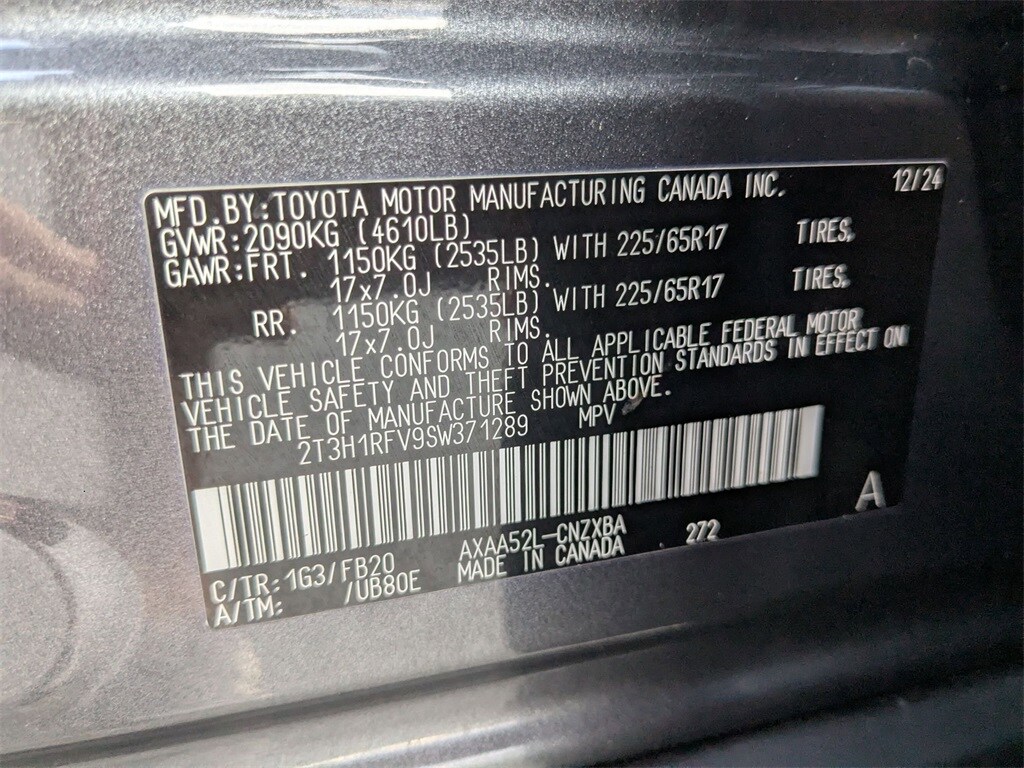 12/24
MFD.BY:TOYOTA MOTOR MANUFACTURING CANADA INC.
GVWR:2090KG (4610LB)
GAWR:FRT. 1150KG (2535LB) WITH 225/65R17 TIRES,
17x7.0J RIMS.
RR. 1150KG (2535LB) WITH 225/65R17 TIRES,
17x7.0J RIMS.
THIS VEHICLE CONFORMS TO ALL APPLICABLE FEDERAL MOTOR
VEHICLE SAFETY AND THEFT PREVENTION STANDARDS IN EFFECT ON
THE DATE OF MANUFACTURE SHOWN ABOVE.
2T3H1RFV9SW371289 MPV
A
C/TR:1G3/FB20 AXAA52L-CNZXBA 272
A/TM: /UB80E MADE IN CANADA